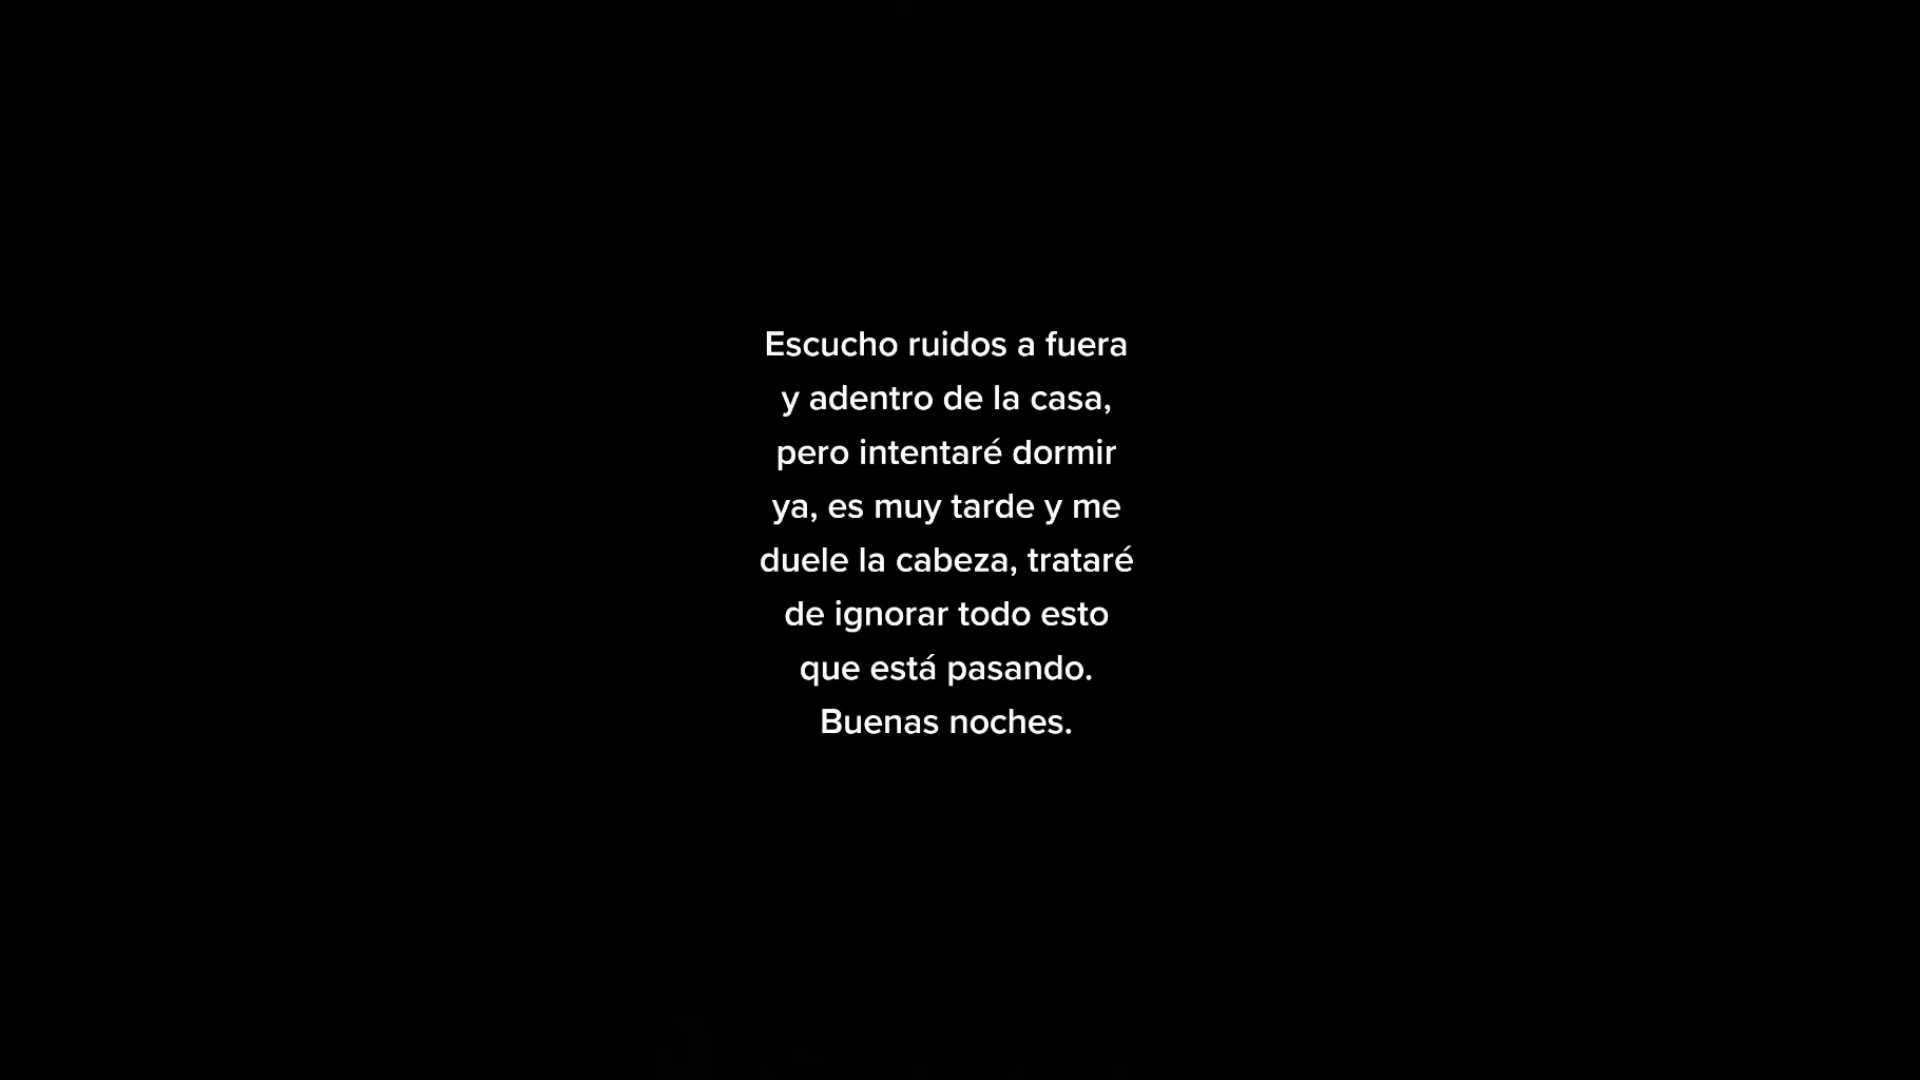 Escucho ruidos a fuera
y adentro de la casa,
pero intentaré dormir
ya, es muy tarde y me
duele la cabeza, trataré
de ignorar todo esto
que está pasando.
Buenas noches.